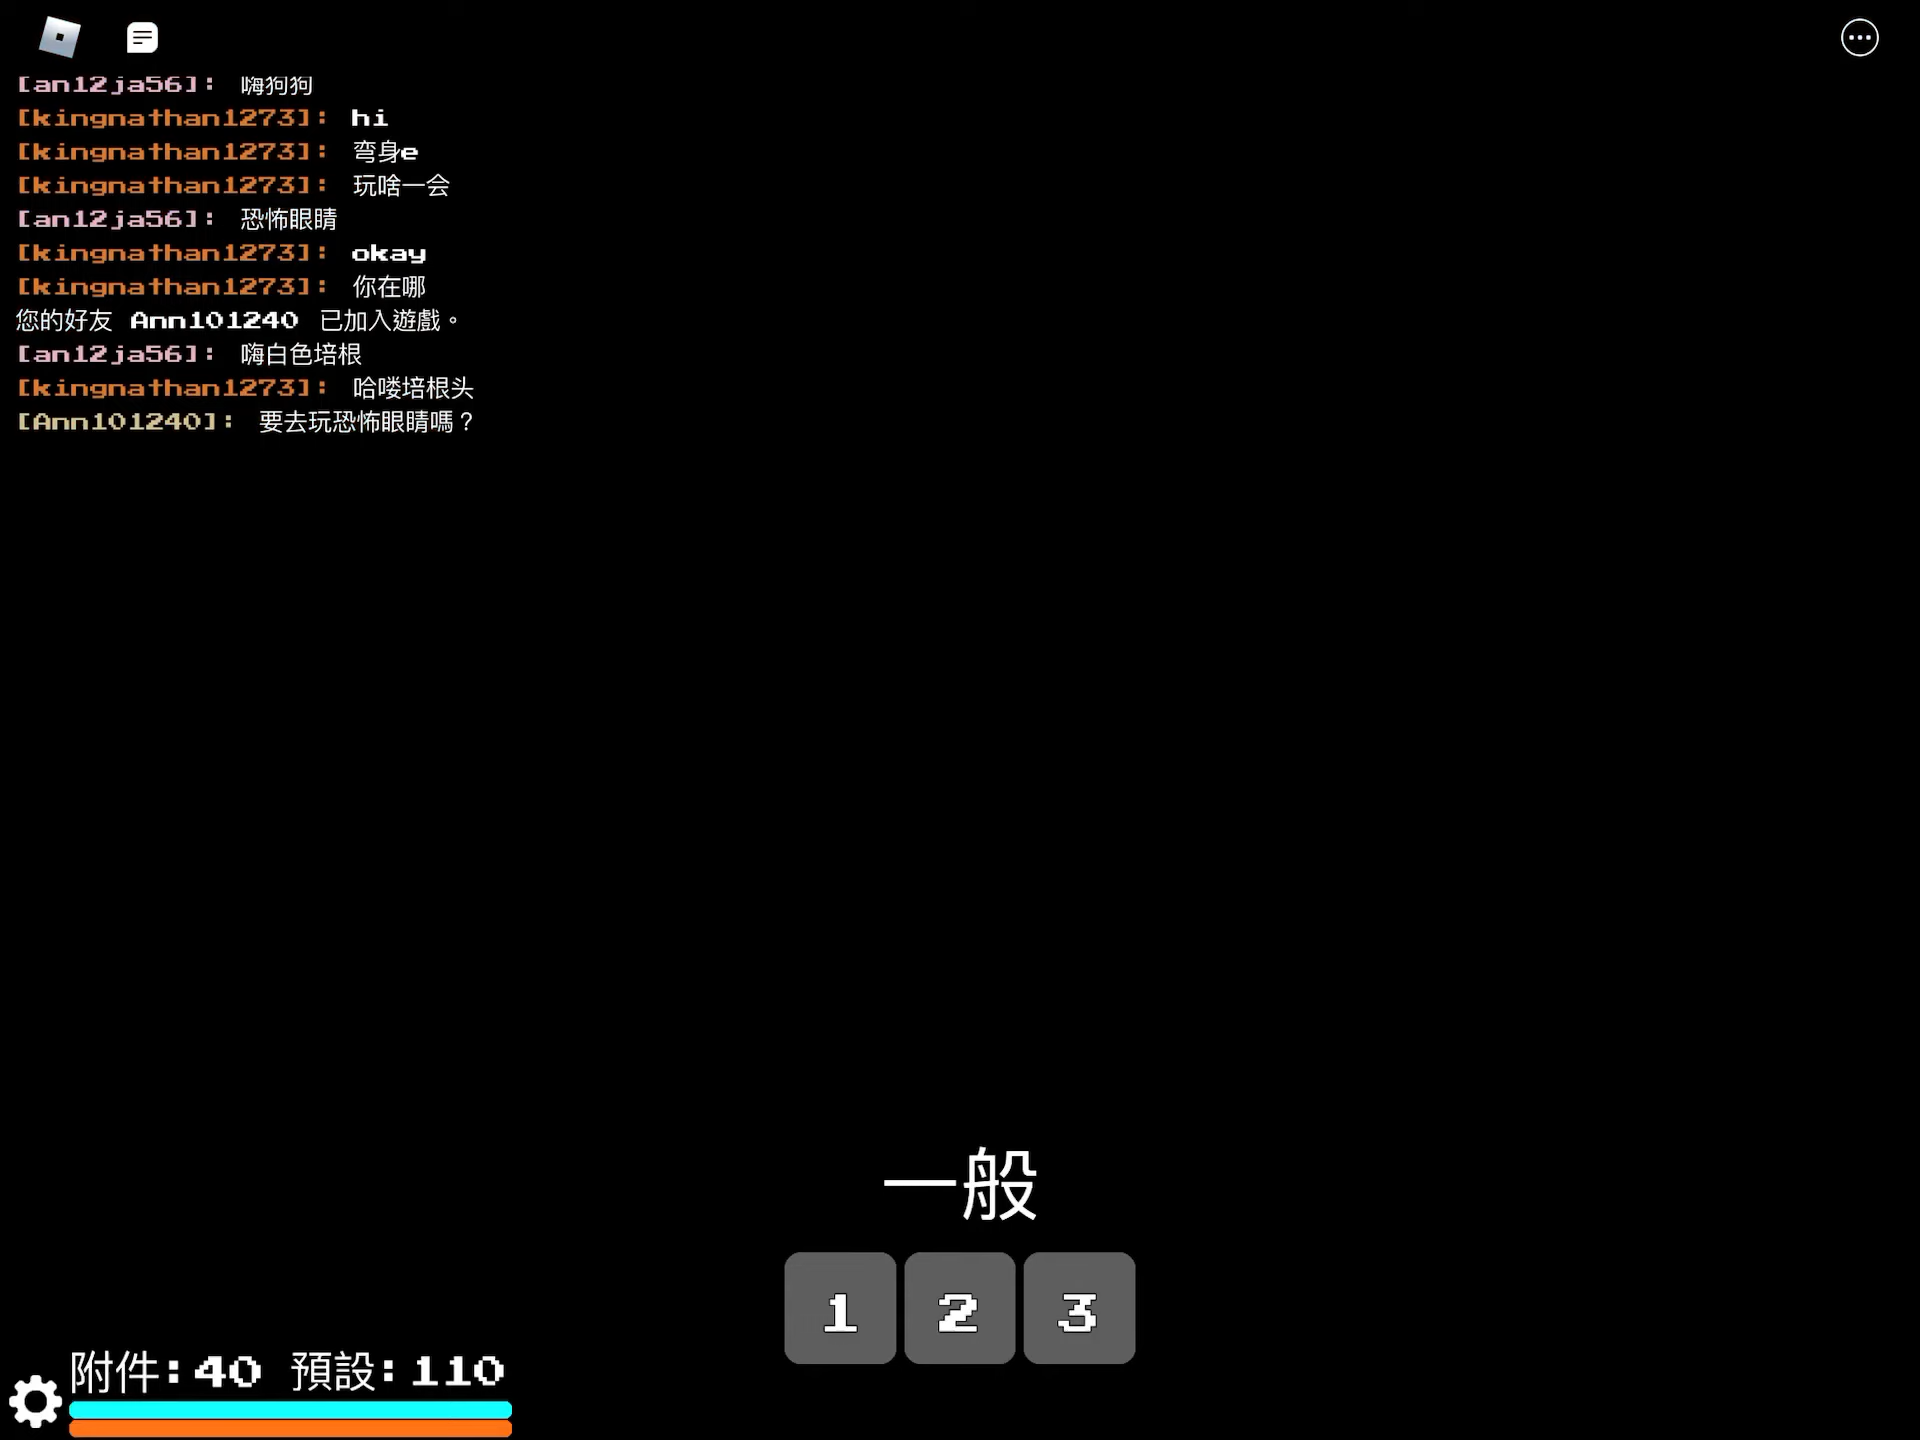 [an12ja56]: 嗨狗狗
[kingnathan1273]: hi
[kingnathan1273]: 弯身e
[kingnathan1273]: 玩啥一会
[an12ja56]: 恐怖眼睛
[kingnathan1273]: okay
[kingnathan1273]: 你在哪
您的好友 Ann101240 已加入遊戲。
[an12ja56]: 嗨白色培根
[kingnathan1273]: 哈喽培根头
[Ann101240]: 要去玩恐怖眼睛嗎？
一般
1 2 3
附件:40 預設:110